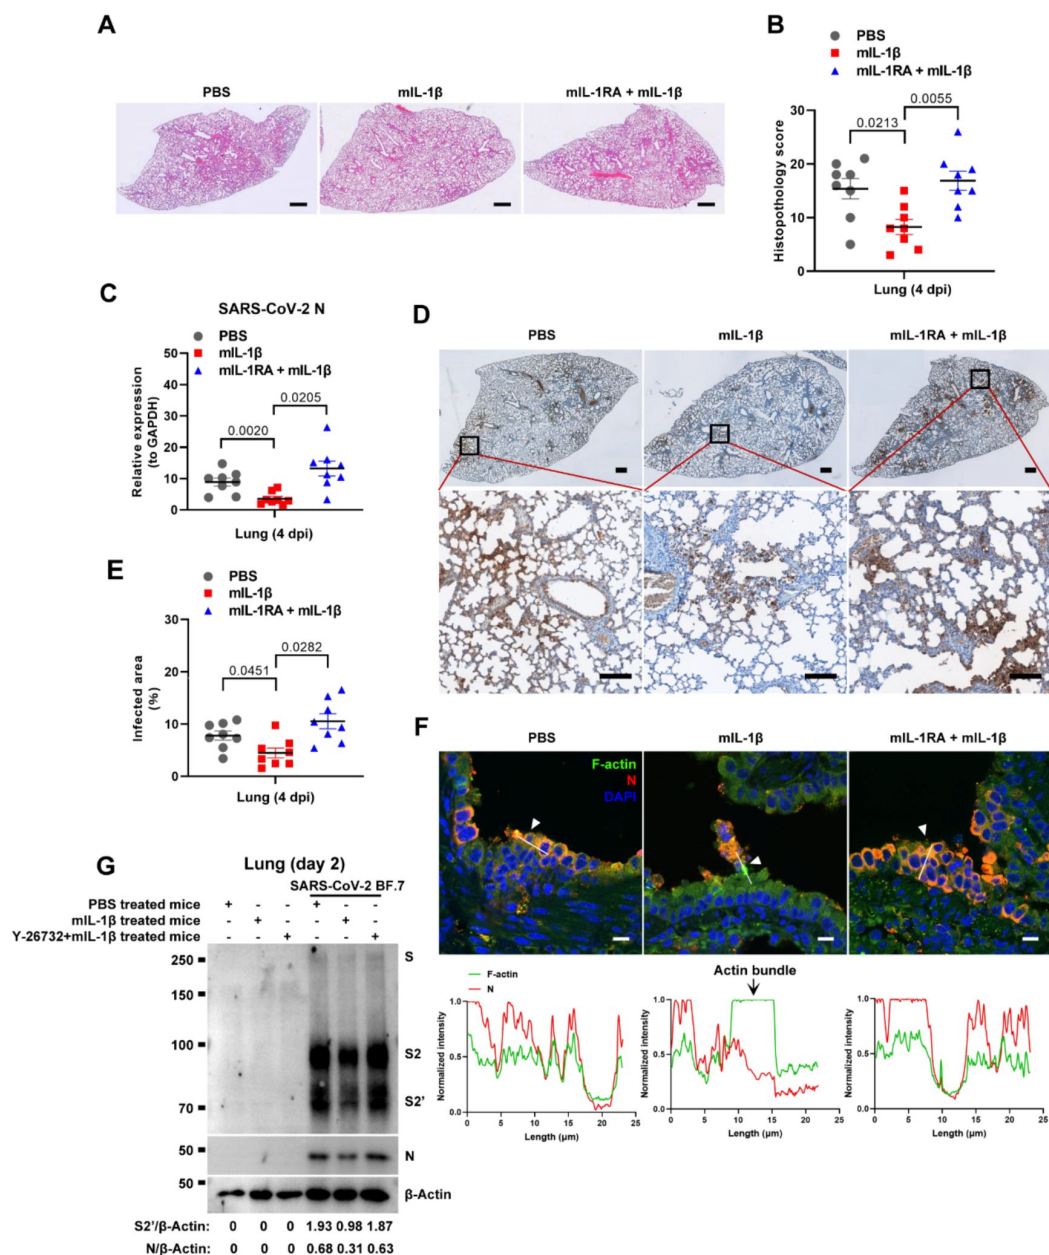 A
PBS
mIL-1β
mIL-1RA + mIL-1β
B
PBS
mIL-1β
mIL-1RA + mIL-1β
0.0055
0.0213
30
20
10
0
Histopothology score
Lung (4 dpi)
C
SARS-CoV-2 N
PBS
mIL-1β
mIL-1RA + mIL-1β
50
40
30
20
10
0
Relative expression
(to GAPDH)
0.0205
0.0020
Lung (4 dpi)
D
PBS
mIL-1β
mIL-1RA + mIL-1β
E
PBS
mIL-1β
mIL-1RA + mIL-1β
30
20
10
0
Infected area
(%)
0.0282
0.0451
Lung (4 dpi)
F
PBS
mIL-1β
mIL-1RA + mIL-1β
F-actin
N
DAPI
F-actin
N
Actin bundle
Normalized intensity
1.0
0.5
0.0
0 5 10 15 20 25
Length (μm)
Normalized intensity
1.0
0.5
0.0
0 5 10 15 20 25
Length (μm)
Normalized intensity
1.0
0.5
0.0
0 5 10 15 20 25
Length (μm)
G
Lung (day 2)
SARS-CoV-2 BF.7
PBS treated mice + - - + - -
mIL-1β treated mice - + - - + -
Y-26732+mIL-1β treated mice - - + - - +
250
S
150
100
S2
S2'
70
50
N
50
β-Actin
S2'/β-Actin: 0 0 0 1.93 0.98 1.87
N/β-Actin: 0 0 0 0.68 0.31 0.63